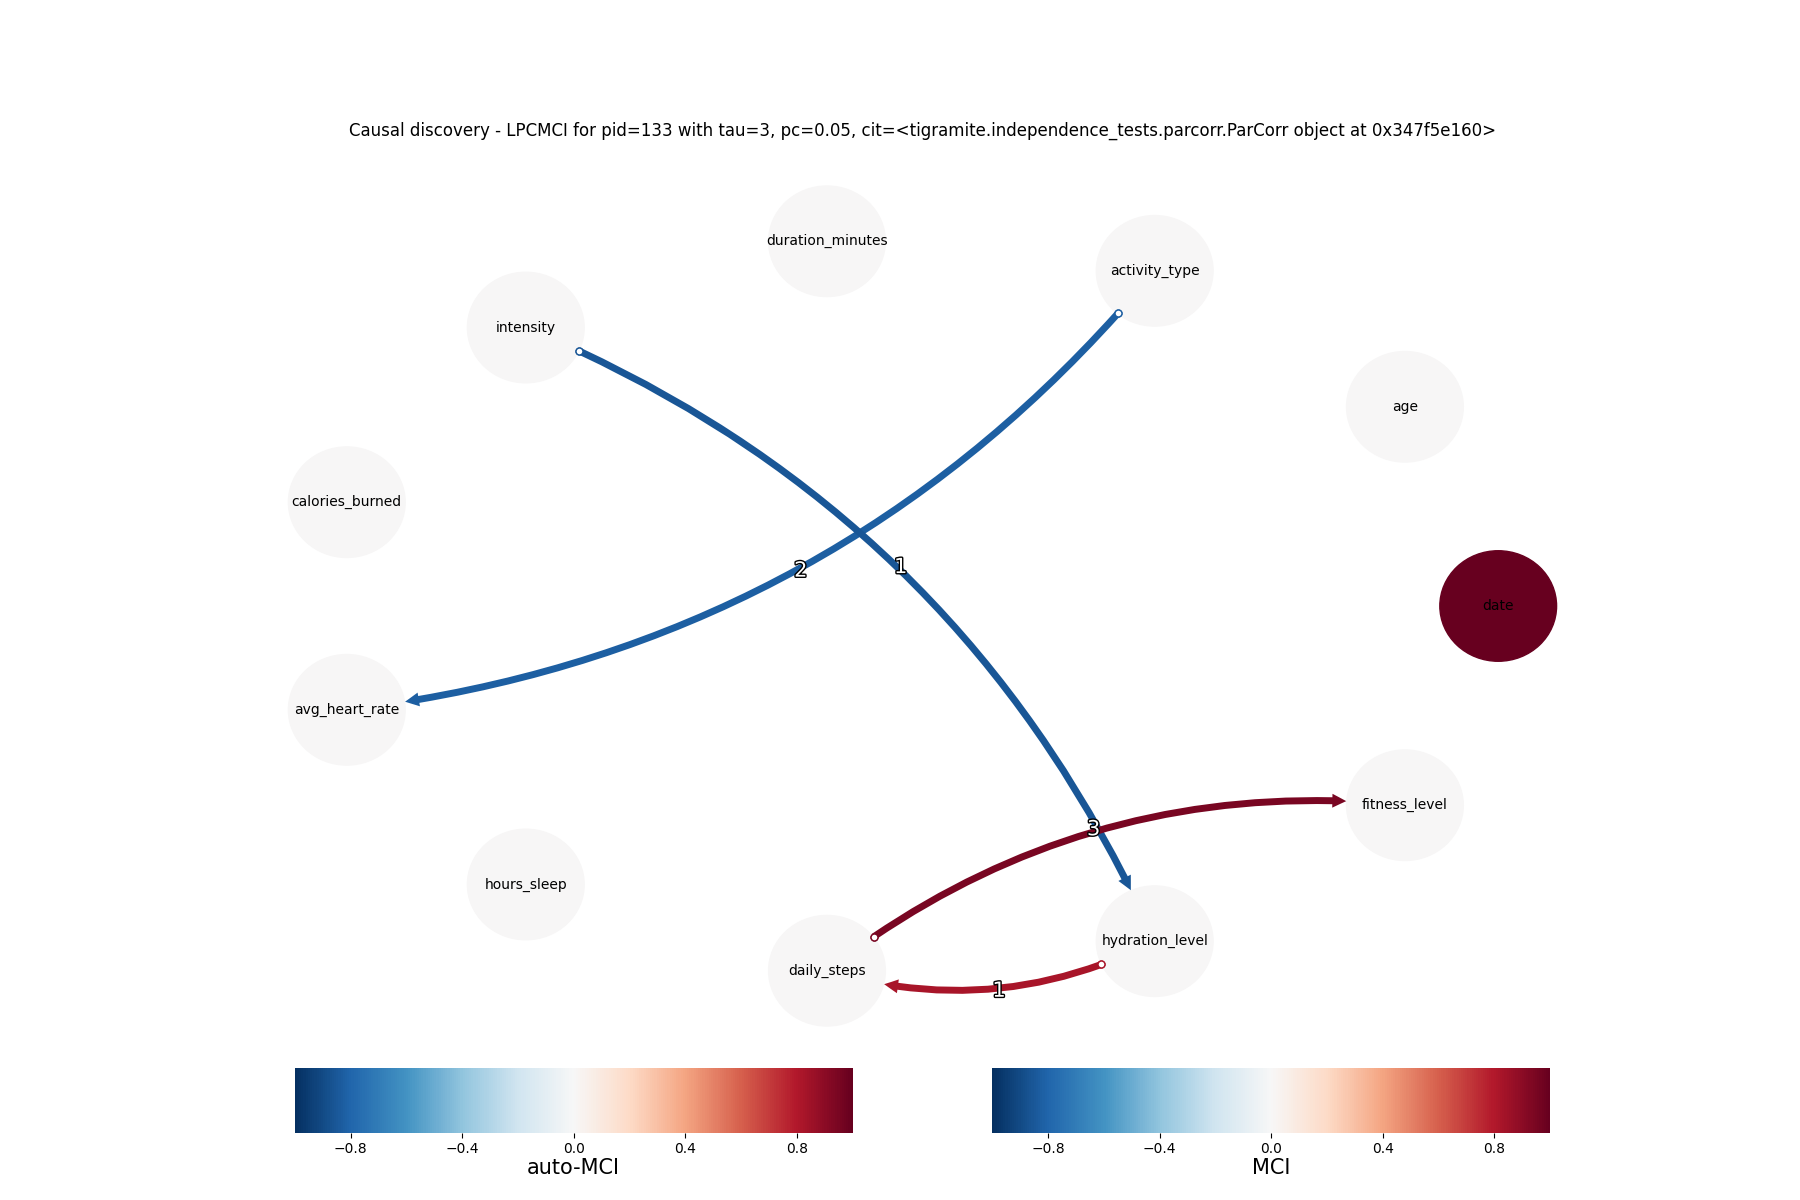 Causal discovery - LPCMCI for pid=133 with tau=3, pc=0.05, cit=<tigramite.independence_tests.parcorr.ParCorr object at 0x347f5e160>
duration_minutes
activity_type
intensity
age
calories_burned
2
1
date
avg_heart_rate
fitness_level
3
hours_sleep
hydration_level
daily_steps
1
−0.8 −0.4 0.0 0.4 0.8
auto-MCI
−0.8 −0.4 0.0 0.4 0.8
MCI